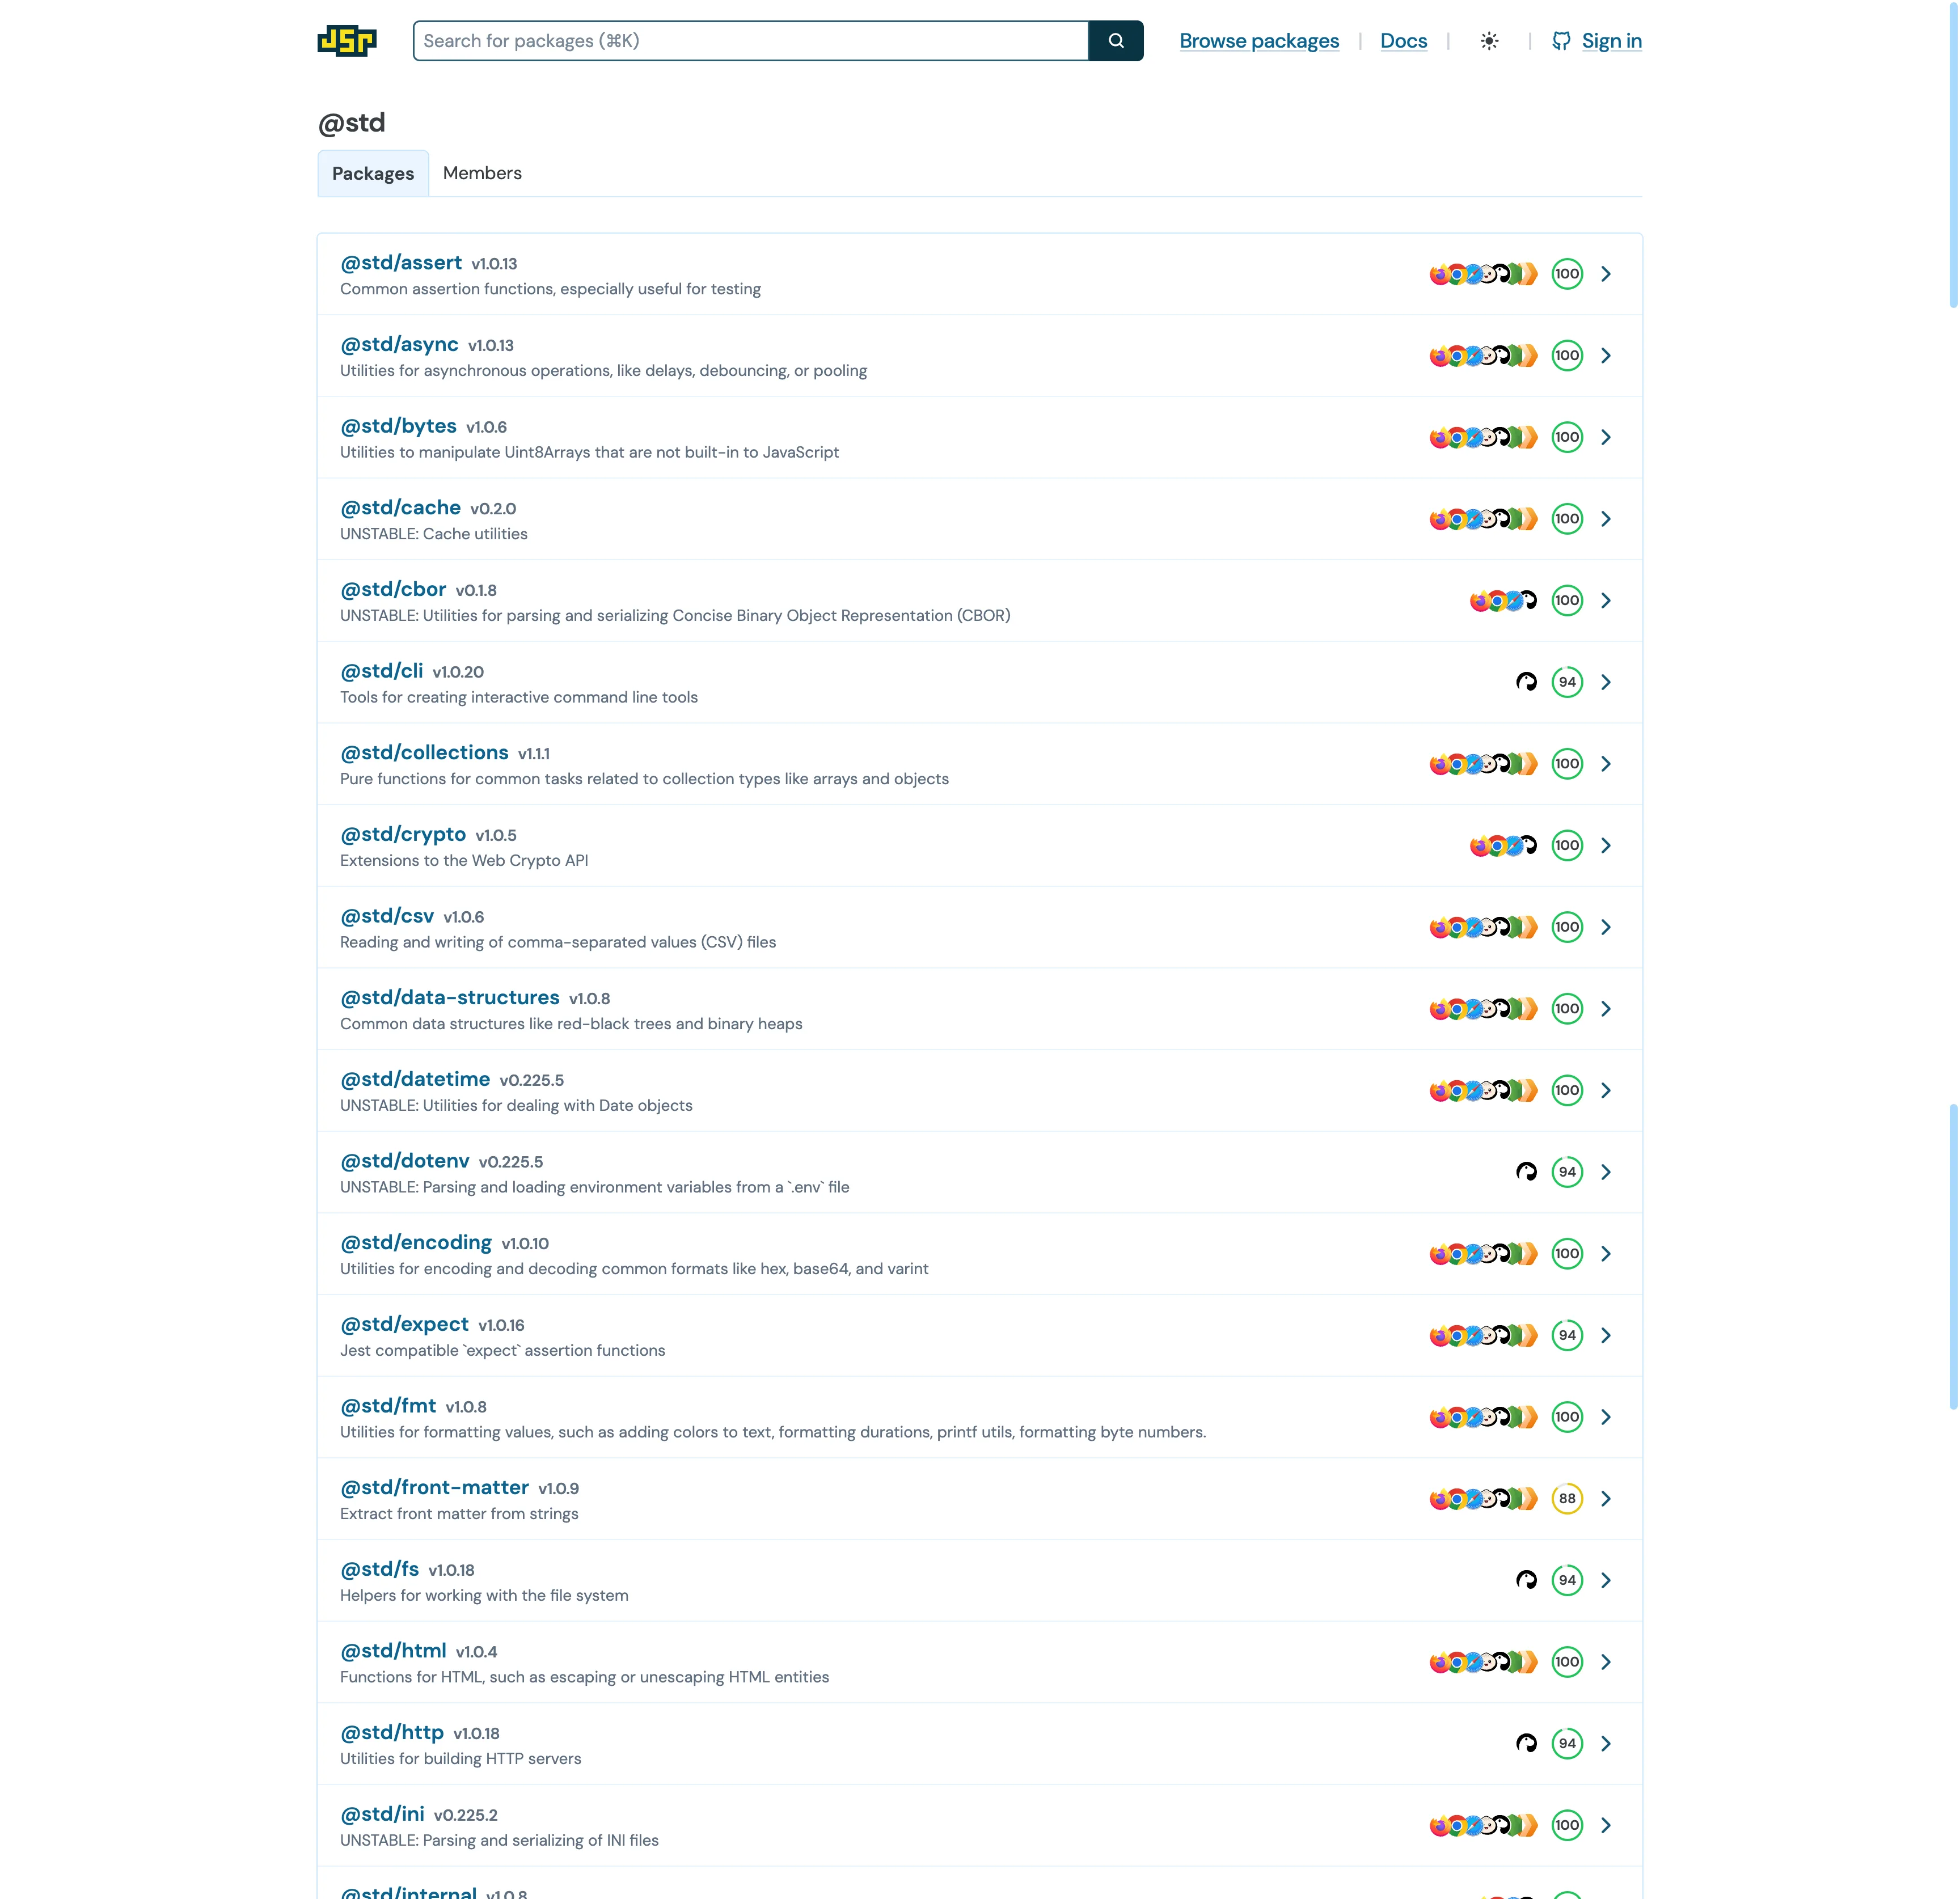 JSR
Search for packages (⌘K)
Browse packages | Docs | | Sign in
@std
Packages Members
@std/assert v1.0.13
Common assertion functions, especially useful for testing
100
@std/async v1.0.13
Utilities for asynchronous operations, like delays, debouncing, or pooling
100
@std/bytes v1.0.6
Utilities to manipulate Uint8Arrays that are not built-in to JavaScript
100
@std/cache v0.2.0
UNSTABLE: Cache utilities
100
@std/cbor v0.1.8
UNSTABLE: Utilities for parsing and serializing Concise Binary Object Representation (CBOR)
100
@std/cli v1.0.20
Tools for creating interactive command line tools
94
@std/collections v1.1.1
Pure functions for common tasks related to collection types like arrays and objects
100
@std/crypto v1.0.5
Extensions to the Web Crypto API
100
@std/csv v1.0.6
Reading and writing of comma-separated values (CSV) files
100
@std/data-structures v1.0.8
Common data structures like red-black trees and binary heaps
100
@std/datetime v0.225.5
UNSTABLE: Utilities for dealing with Date objects
100
@std/dotenv v0.225.5
UNSTABLE: Parsing and loading environment variables from a `.env` file
94
@std/encoding v1.0.10
Utilities for encoding and decoding common formats like hex, base64, and varint
100
@std/expect v1.0.16
Jest compatible `expect` assertion functions
94
@std/fmt v1.0.8
Utilities for formatting values, such as adding colors to text, formatting durations, printf utils, formatting byte numbers.
100
@std/front-matter v1.0.9
Extract front matter from strings
88
@std/fs v1.0.18
Helpers for working with the file system
94
@std/html v1.0.4
Functions for HTML, such as escaping or unescaping HTML entities
100
@std/http v1.0.18
Utilities for building HTTP servers
94
@std/ini v0.225.2
UNSTABLE: Parsing and serializing of INI files
100
@std/internal v1.0.8